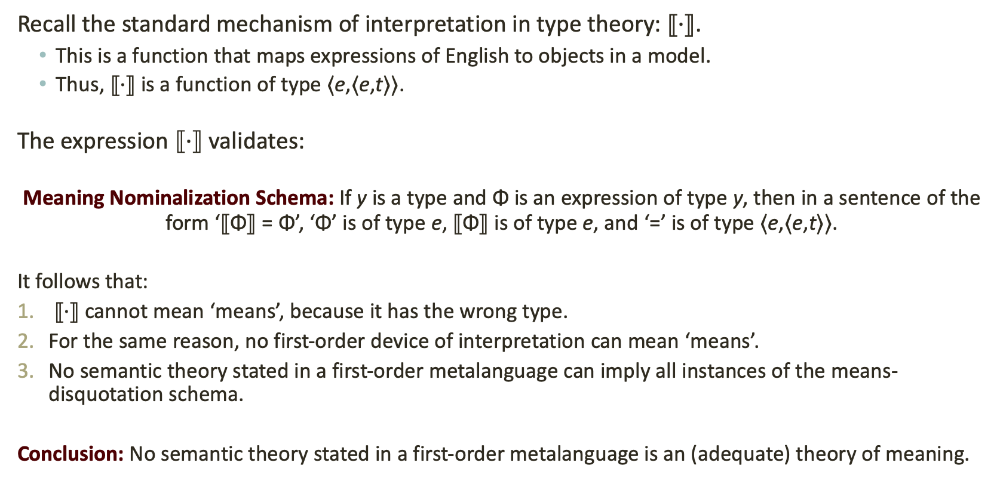 Recall the standard mechanism of interpretation in type theory: ⟦·⟧.
• This is a function that maps expressions of English to objects in a model.
• Thus, ⟦·⟧ is a function of type ⟨e,⟨e,t⟩⟩.
The expression ⟦·⟧ validates:
Meaning Nominalization Schema: If y is a type and Φ is an expression of type y, then in a sentence of the
form ‘⟦Φ⟧ = Φ’, ‘Φ’ is of type e, ⟦Φ⟧ is of type e, and ‘=’ is of type ⟨e,⟨e,t⟩⟩.
It follows that:
1. ⟦·⟧ cannot mean ‘means’, because it has the wrong type.
2. For the same reason, no first-order device of interpretation can mean ‘means’.
3. No semantic theory stated in a first-order metalanguage can imply all instances of the means-
disquotation schema.
Conclusion: No semantic theory stated in a first-order metalanguage is an (adequate) theory of meaning.